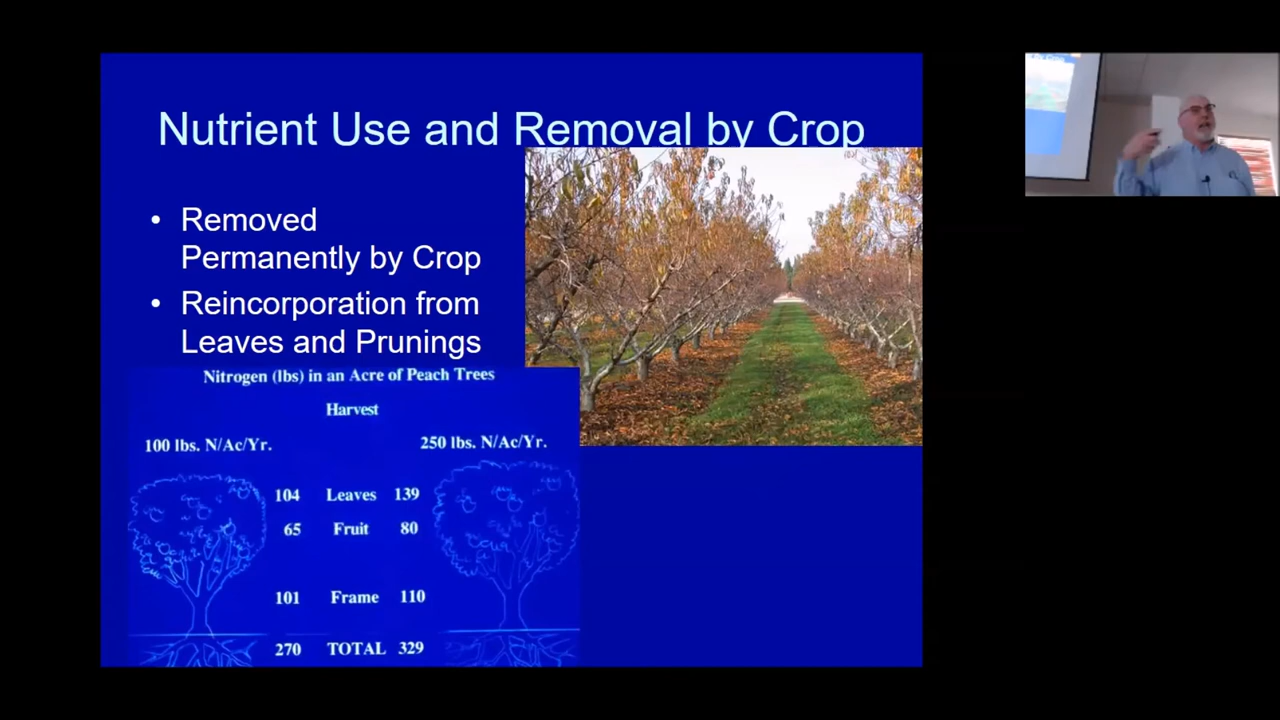 Nutrient Use and Removal by Crop
• Removed
Permanently by Crop
• Reincorporation from
Leaves and Prunings
Nitrogen (lbs) in an Acre of Peach Trees
Harvest
100 lbs. N/Ac/Yr. 250 lbs. N/Ac/Yr.
104 Leaves 139
65 Fruit 80
101 Frame 110
270 TOTAL 329